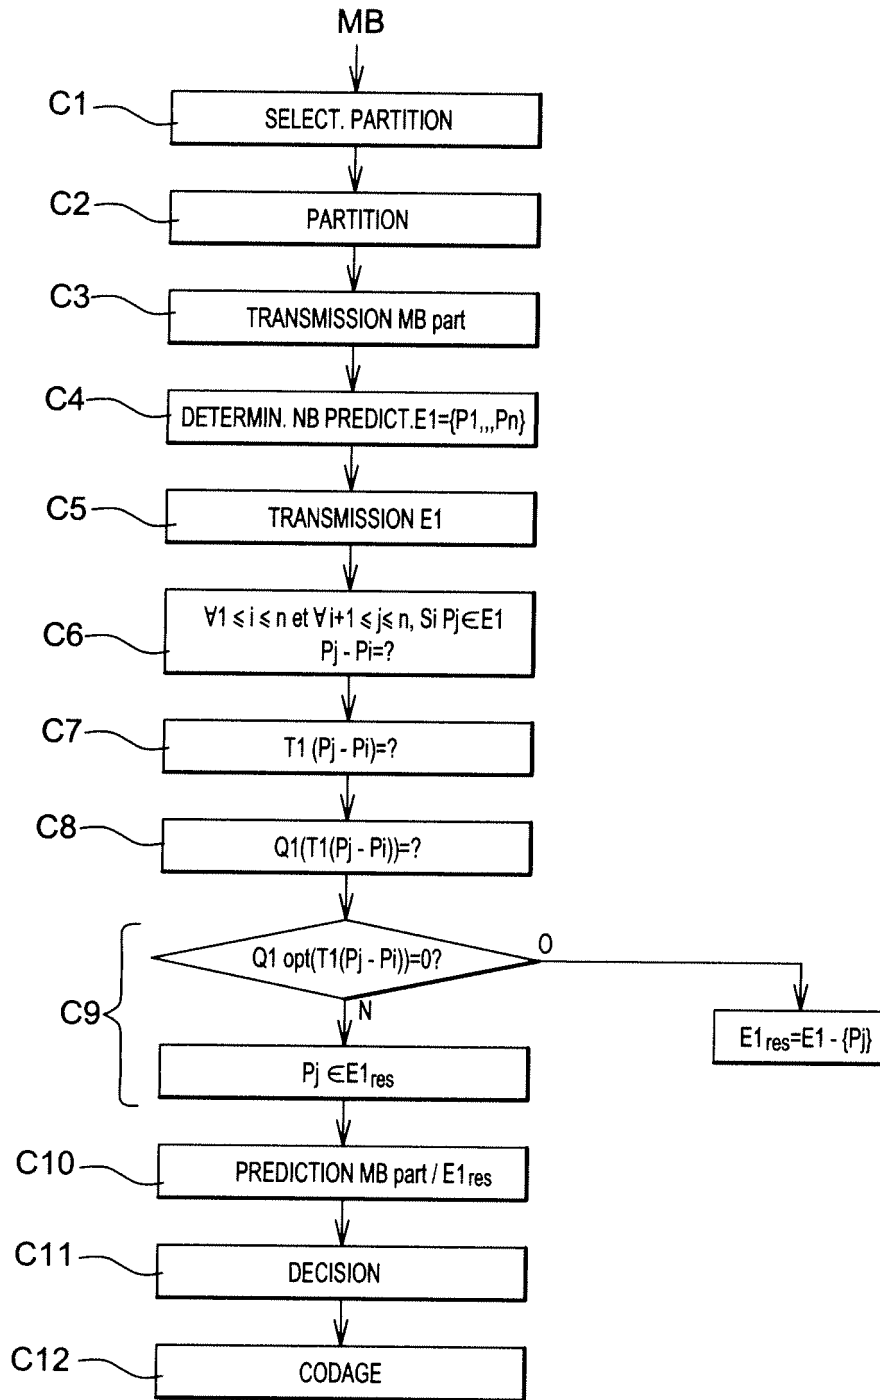 MB
C1
SELECT. PARTITION
C2
PARTITION
C3
TRANSMISSION MB part
C4
DETERMIN. NB PREDICT.E1={P1,,,Pn}
C5
TRANSMISSION E1
C6
∀1 ⩽ i ⩽ n et ∀ i+1 ⩽ j ⩽ n, Si Pj∈E1
Pj - Pi=?
C7
T1 (Pj - Pi)=?
C8
Q1(T1(Pj - Pi))=?
C9
Q1 opt(T1(Pj - Pi))=0?
O
N
E1res=E1 - {Pj}
Pj ∈E1res
C10
PREDICTION MB part / E1res
C11
DECISION
C12
CODAGE